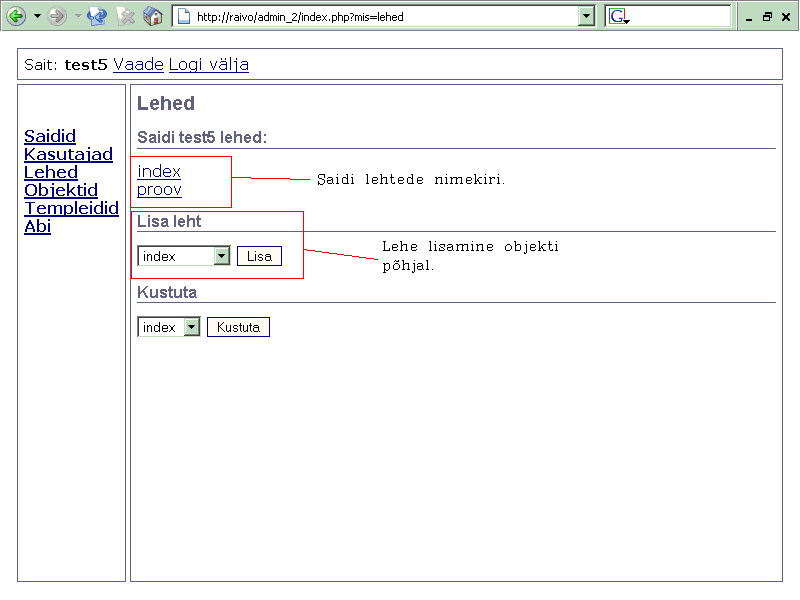 http://raivo/admin_2/index.php?mis=lehed
G
Sait: test5 Vaade Logi välja
Saidid
Kasutajad
Lehed
Objektid
Templeidid
Abi
Lehed
Saidi test5 lehed:
index
proov
Saidi lehtede nimekiri.
Lisa leht
index Lisa
Lehe lisamine objekti
põhjal.
Kustuta
index Kustuta